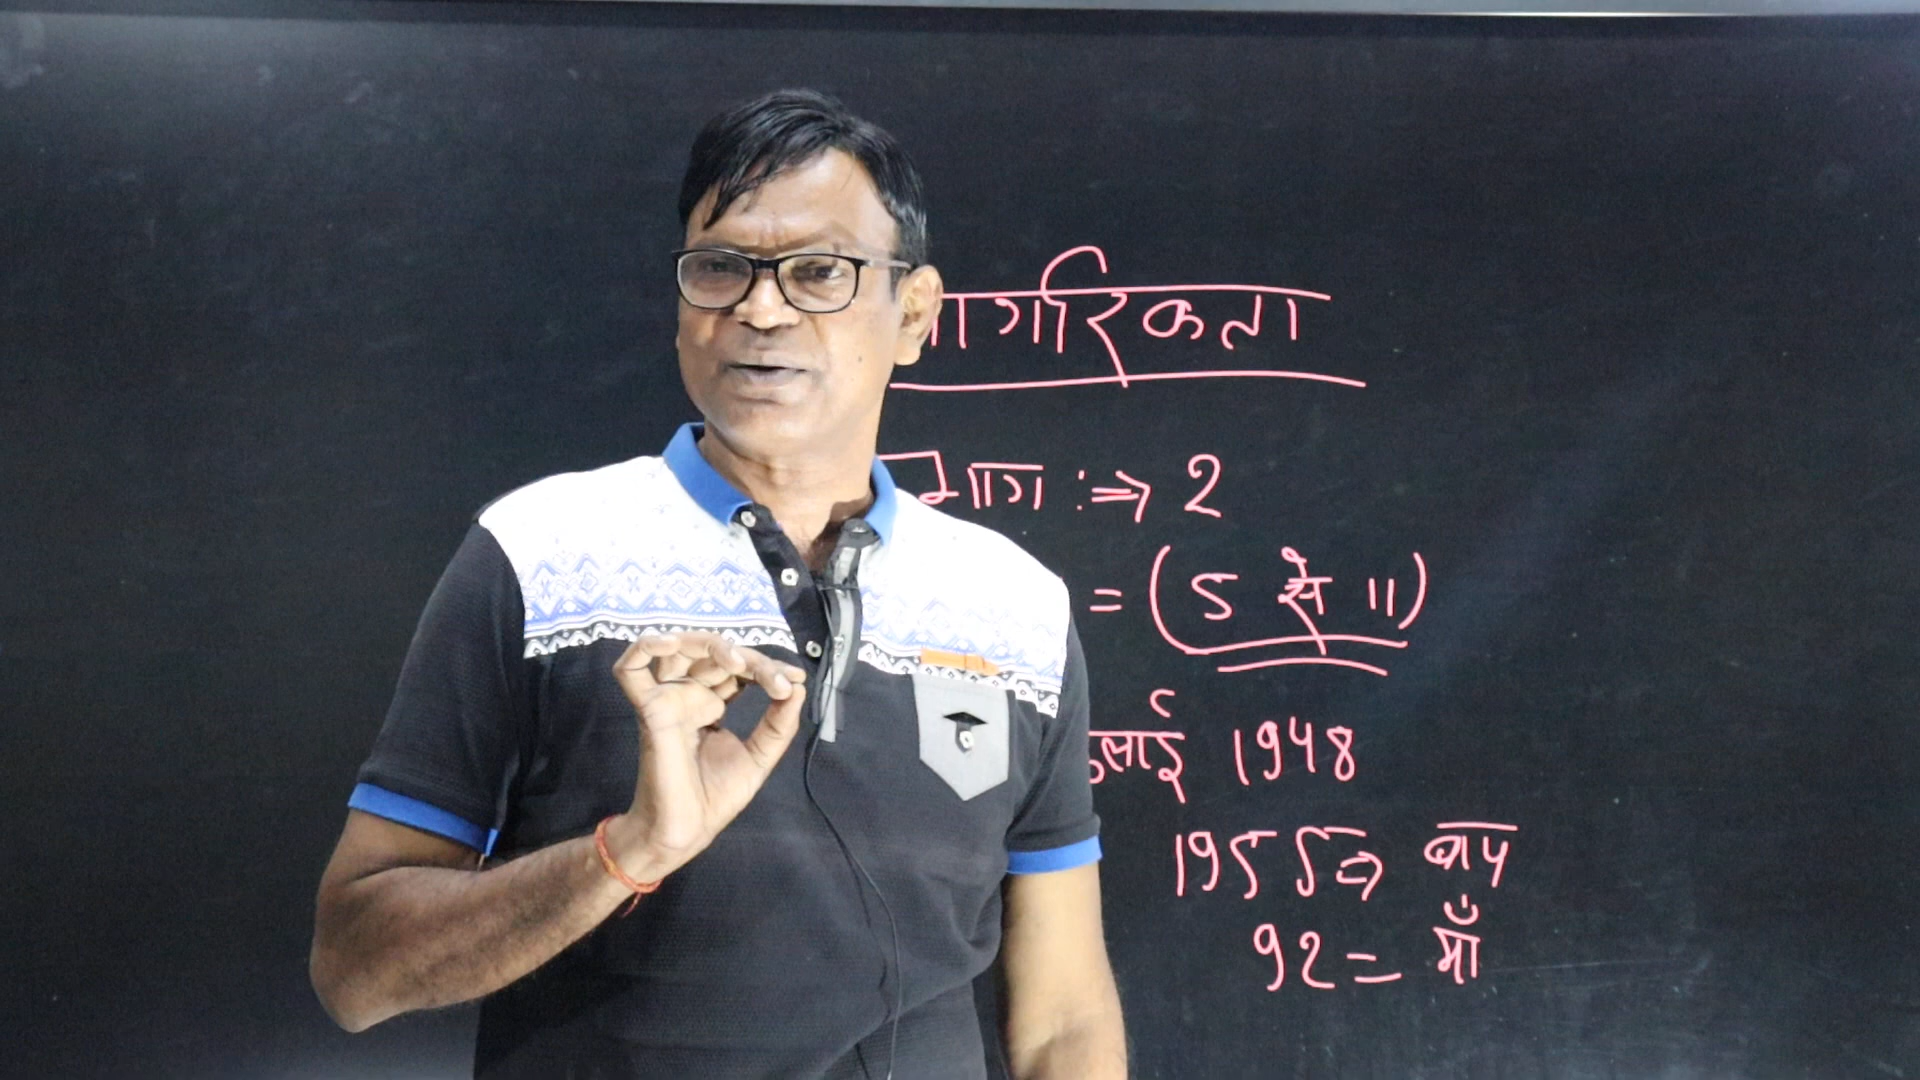 नागरिकता
भाग :⇒ 2
= (5 से 11)
जुलाई 1948
1955 ⇒ बाप
92 = माँ